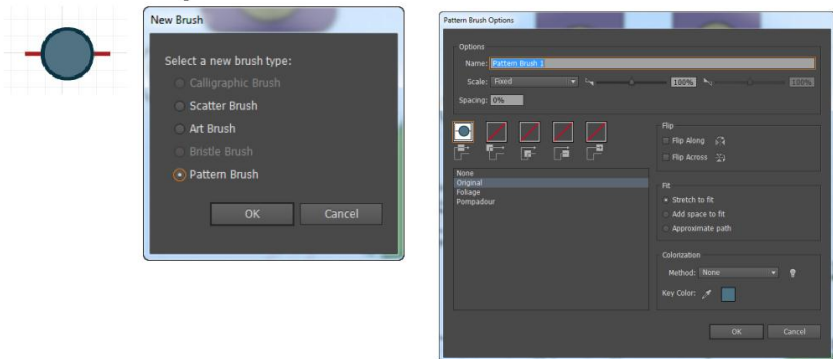 New Brush
Select a new brush type:
Calligraphic Brush
Scatter Brush
Art Brush
Bristle Brush
Pattern Brush
OK Cancel
Pattern Brush Options
Options
Name: Pattern Brush 1
Scale: Fixed 100% 100%
Spacing: 0%
Flip
Flip Along
Flip Across
None
Original
Foliage
Pompadour
Fit
Stretch to fit
Add space to fit
Approximate path
Colorization
Method: None
Key Color:
OK Cancel